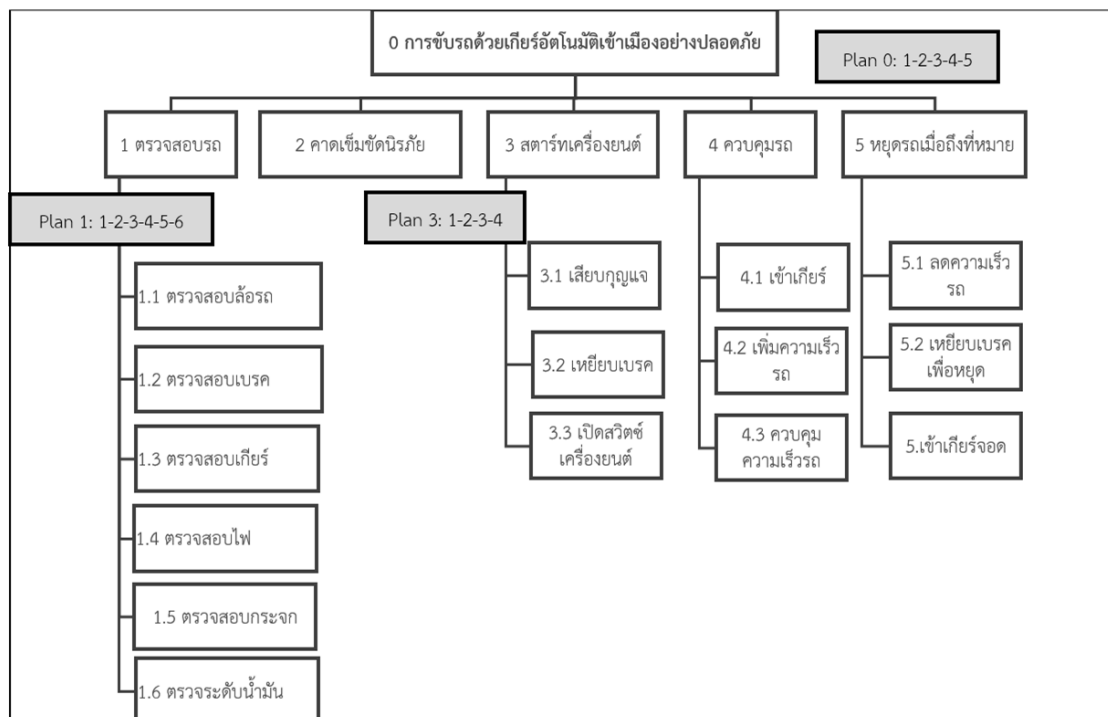 0 การขับรถด้วยเกียร์อัตโนมัติเข้าเมืองอย่างปลอดภัย
Plan 0: 1-2-3-4-5
1 ตรวจสอบรถ
2 คาดเข็มขัดนิรภัย
3 สตาร์ทเครื่องยนต์
4 ควบคุมรถ
5 หยุดรถเมื่อถึงที่หมาย
Plan 1: 1-2-3-4-5-6
1.1 ตรวจสอบล้อรถ
1.2 ตรวจสอบเบรค
1.3 ตรวจสอบเกียร์
1.4 ตรวจสอบไฟ
1.5 ตรวจสอบกระจก
1.6 ตรวจระดับน้ำมัน
Plan 3: 1-2-3-4
3.1 เสียบกุญแจ
3.2 เหยียบเบรค
3.3 เปิดสวิตซ์
เครื่องยนต์
4.1 เข้าเกียร์
4.2 เพิ่มความเร็ว
รถ
4.3 ควบคุม
ความเร็วรถ
5.1 ลดความเร็ว
รถ
5.2 เหยียบเบรค
เพื่อหยุด
5.เข้าเกียร์จอด